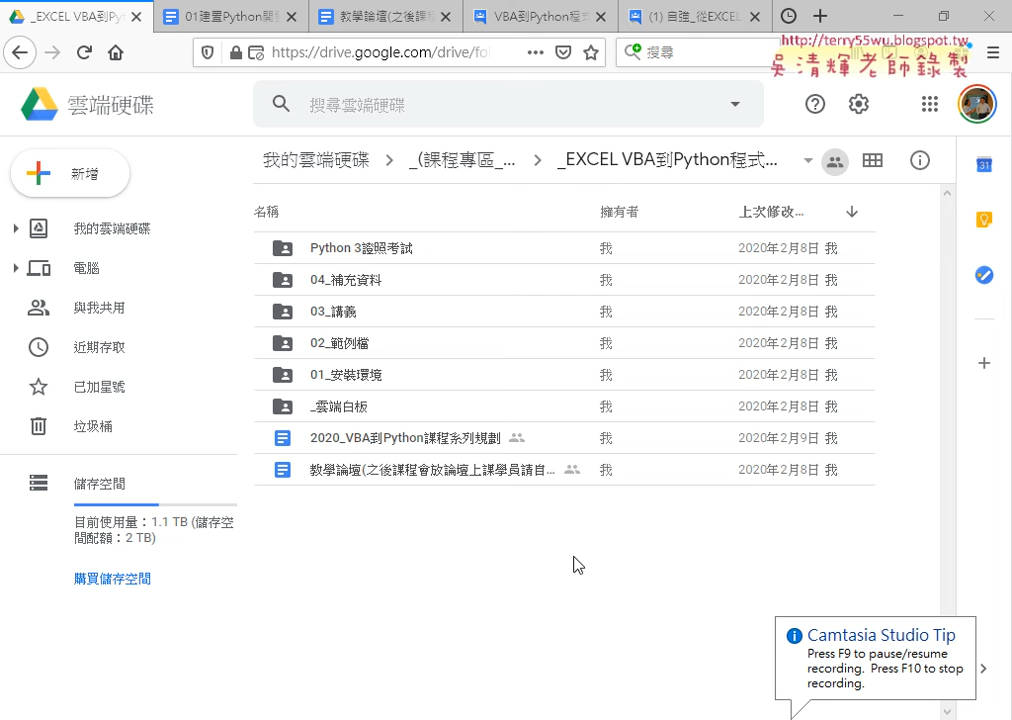 _EXCEL VBA到Py
01建置Python開
教學論壇(之後課
VBA到Python程式
(1) 自強_從EXCEL
https://drive.google.com/drive/fol
搜尋
http://terry55wu.blogspot.tw
吳清輝老師錄製
雲端硬碟
搜尋雲端硬碟
新增
我的雲端硬碟
_(課程專區_...
_EXCEL VBA到Python程式...
31
名稱
擁有者
上次修改...
我的雲端硬碟
電腦
與我共用
近期存取
已加星號
垃圾桶
儲存空間
目前使用量：1.1 TB (儲存空
間配額：2 TB)
購買儲存空間
Python 3證照考試 我 2020年2月8日 我
04_補充資料 我 2020年2月8日 我
03_講義 我 2020年2月8日 我
02_範例檔 我 2020年2月8日 我
01_安裝環境 我 2020年2月8日 我
_雲端白板 我 2020年2月8日 我
2020_VBA到Python課程系列規劃 我 2020年2月9日 我
教學論壇(之後課程會放論壇上課學員請自... 我 2020年2月8日 我
Camtasia Studio Tip
Press F9 to pause/resume
recording. Press F10 to stop
recording.